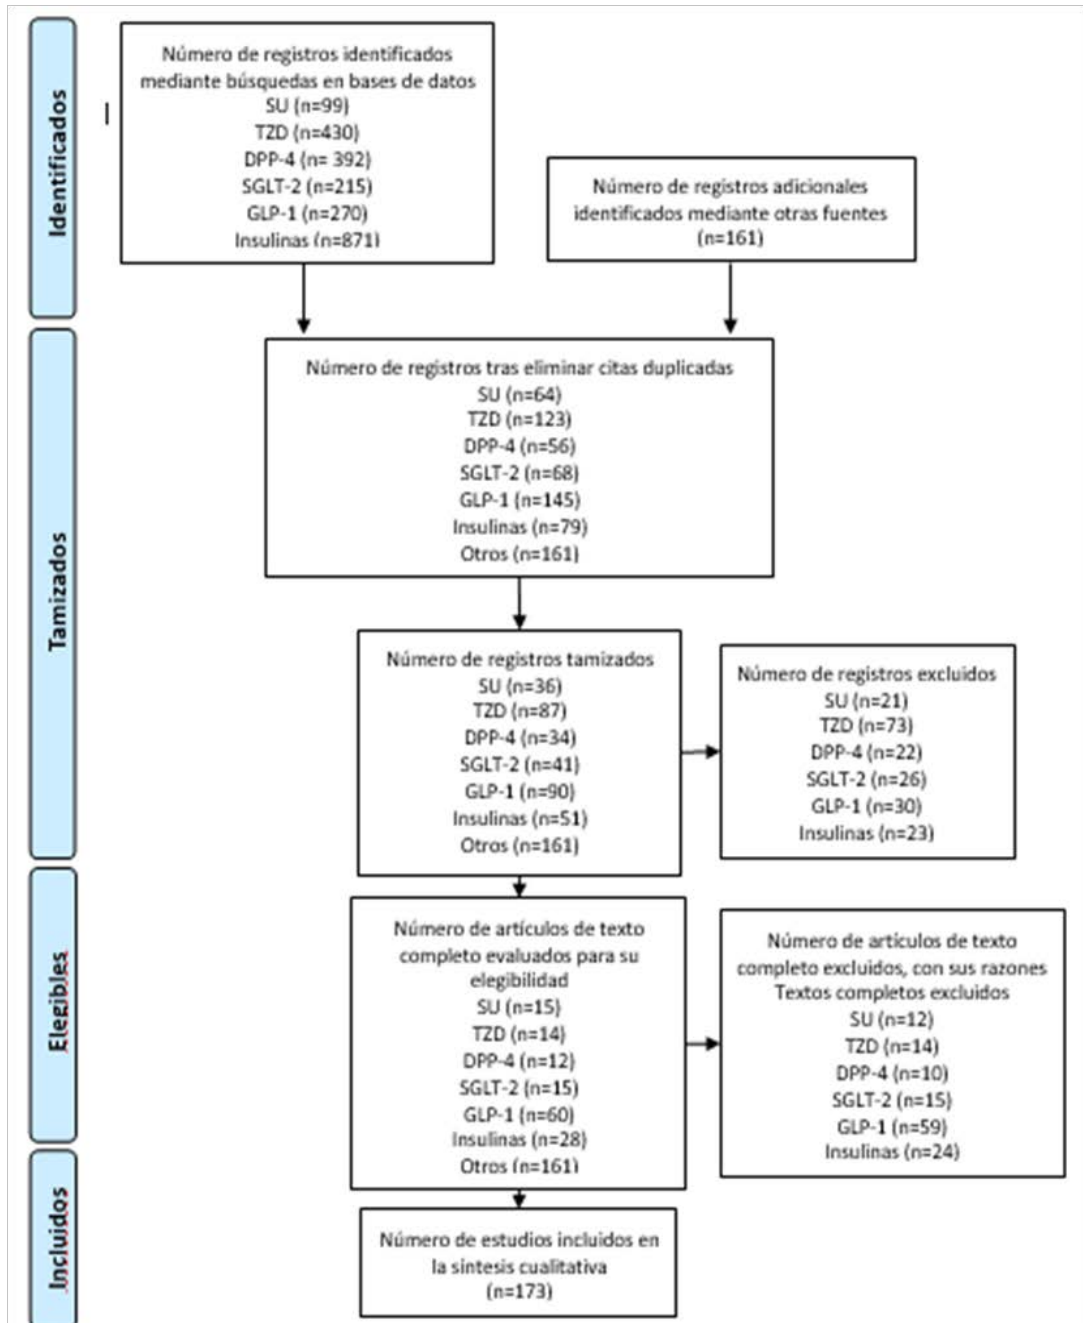 Identificados
Número de registros identificados
mediante búsquedas en bases de datos
SU (n=99)
TZD (n=430)
DPP-4 (n= 392)
SGLT-2 (n=215)
GLP-1 (n=270)
Insulinas (n=871)
Número de registros adicionales
identificados mediante otras fuentes
(n=161)
Tamizados
Número de registros tras eliminar citas duplicadas
SU (n=64)
TZD (n=123)
DPP-4 (n=56)
SGLT-2 (n=68)
GLP-1 (n=145)
Insulinas (n=79)
Otros (n=161)
Número de registros tamizados
SU (n=36)
TZD (n=87)
DPP-4 (n=34)
SGLT-2 (n=41)
GLP-1 (n=90)
Insulinas (n=51)
Otros (n=161)
Número de registros excluidos
SU (n=21)
TZD (n=73)
DPP-4 (n=22)
SGLT-2 (n=26)
GLP-1 (n=30)
Insulinas (n=23)
Elegibles
Número de artículos de texto
completo evaluados para su
elegibilidad
SU (n=15)
TZD (n=14)
DPP-4 (n=12)
SGLT-2 (n=15)
GLP-1 (n=60)
Insulinas (n=28)
Otros (n=161)
Número de artículos de texto
completo excluidos, con sus razones
Textos completos excluidos
SU (n=12)
TZD (n=14)
DPP-4 (n=10)
SGLT-2 (n=15)
GLP-1 (n=59)
Insulinas (n=24)
Incluidos
Número de estudios incluidos en
la síntesis cualitativa
(n=173)